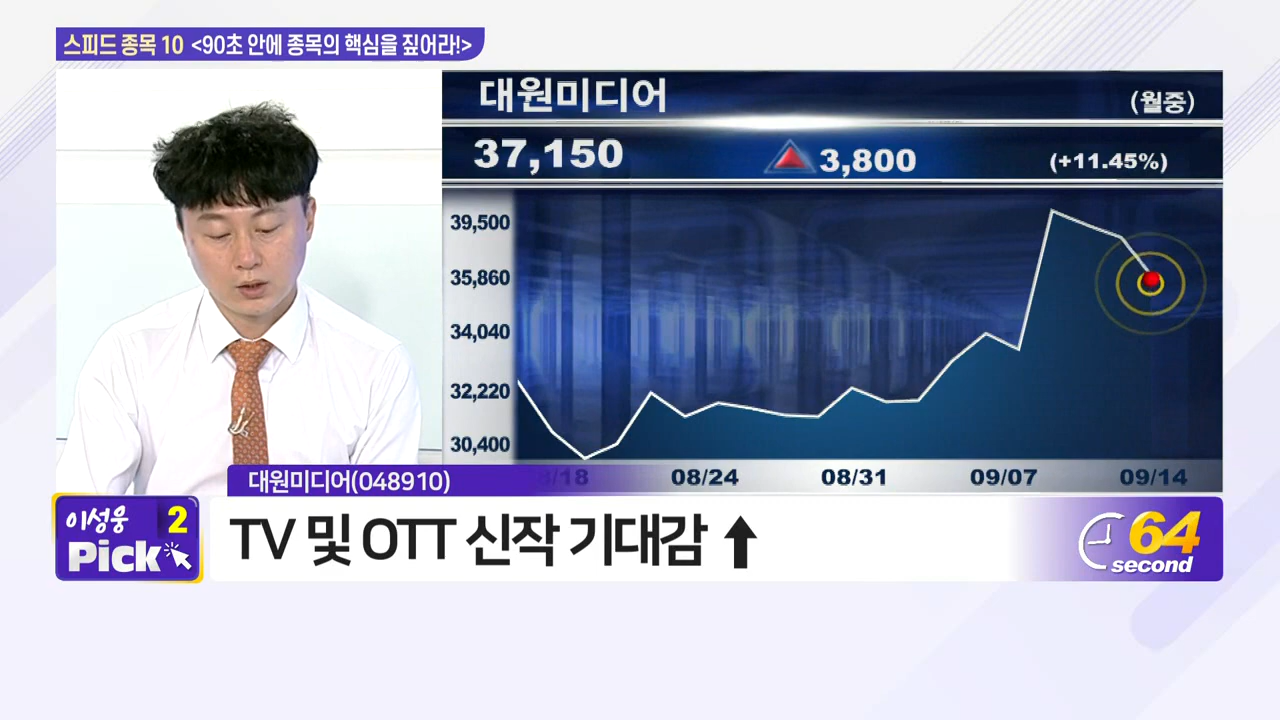 스피드 종목 10 <90초 안에 종목의 핵심을 짚어라!>
대원미디어
(월중)
37,150
3,800
(+11.45%)
39,500
35,860
34,040
32,220
30,400
8/18
08/24
08/31
09/07
09/14
대원미디어(048910)
이성웅 2
Pick
TV 및 OTT 신작 기대감
64
second